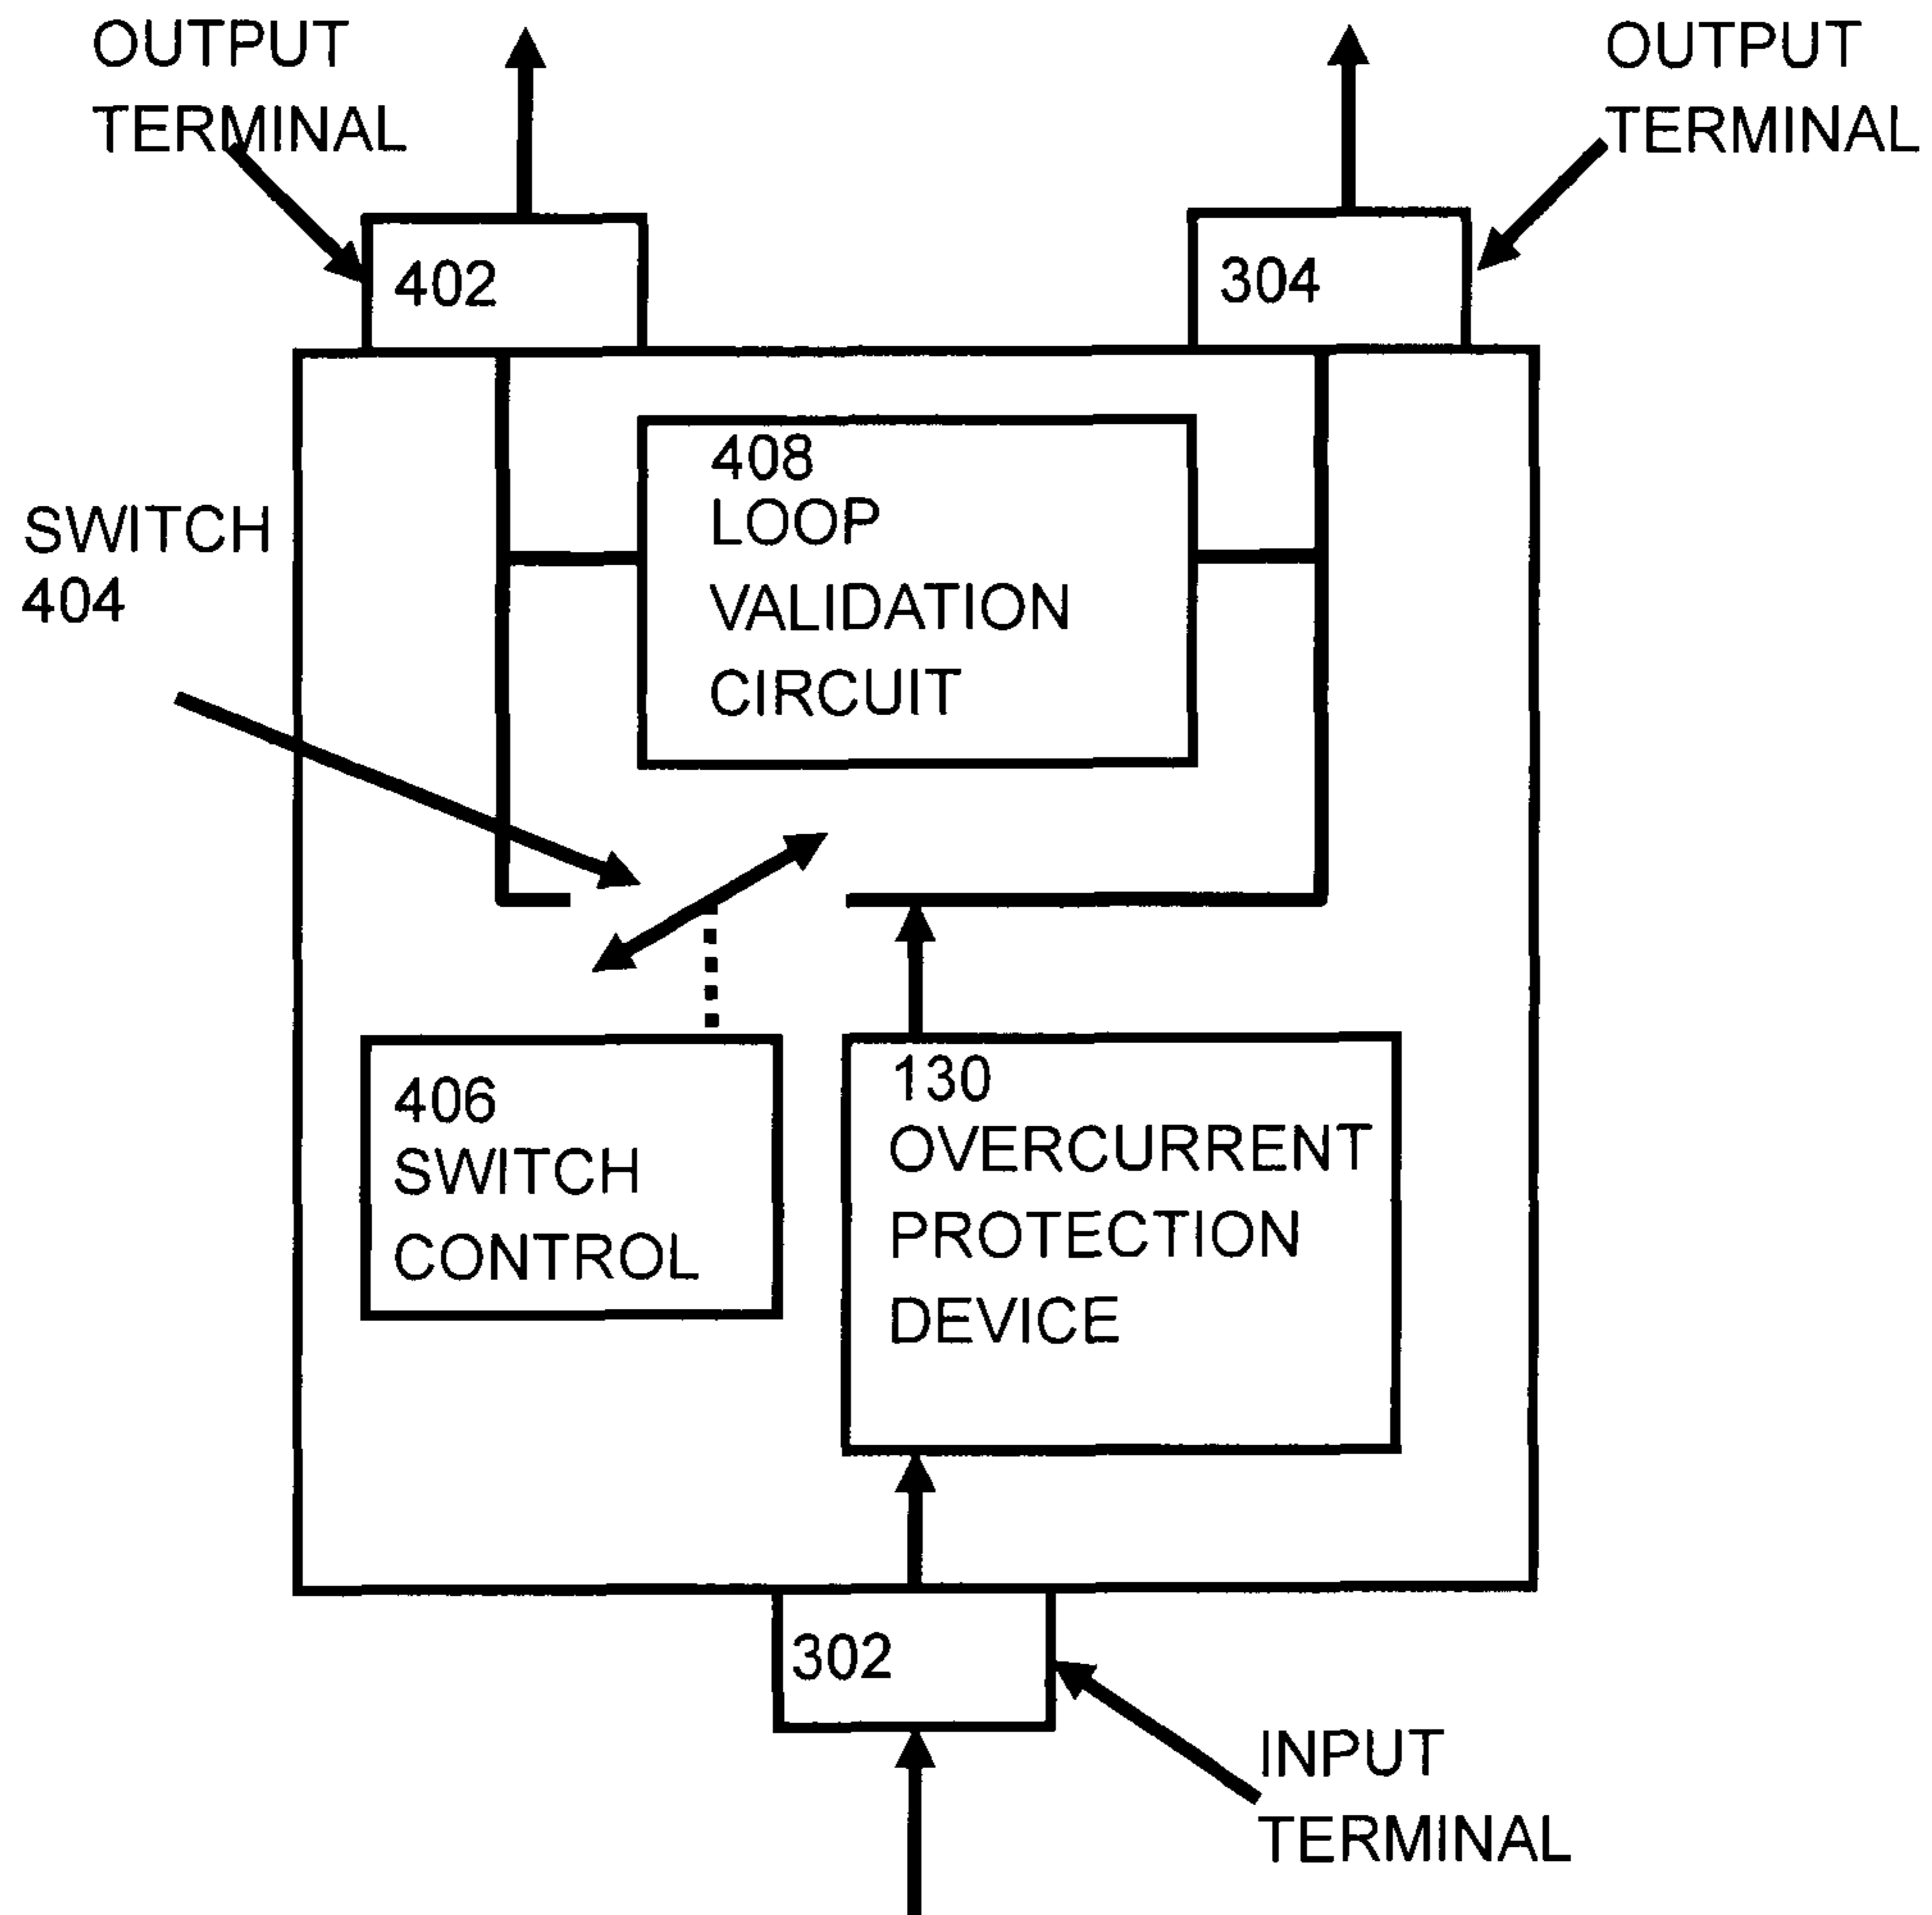 OUTPUT
TERMINAL
OUTPUT
TERMINAL
402
304
408
LOOP
VALIDATION
CIRCUIT
SWITCH
404
406
SWITCH
CONTROL
130
OVERCURRENT
PROTECTION
DEVICE
302
INPUT
TERMINAL